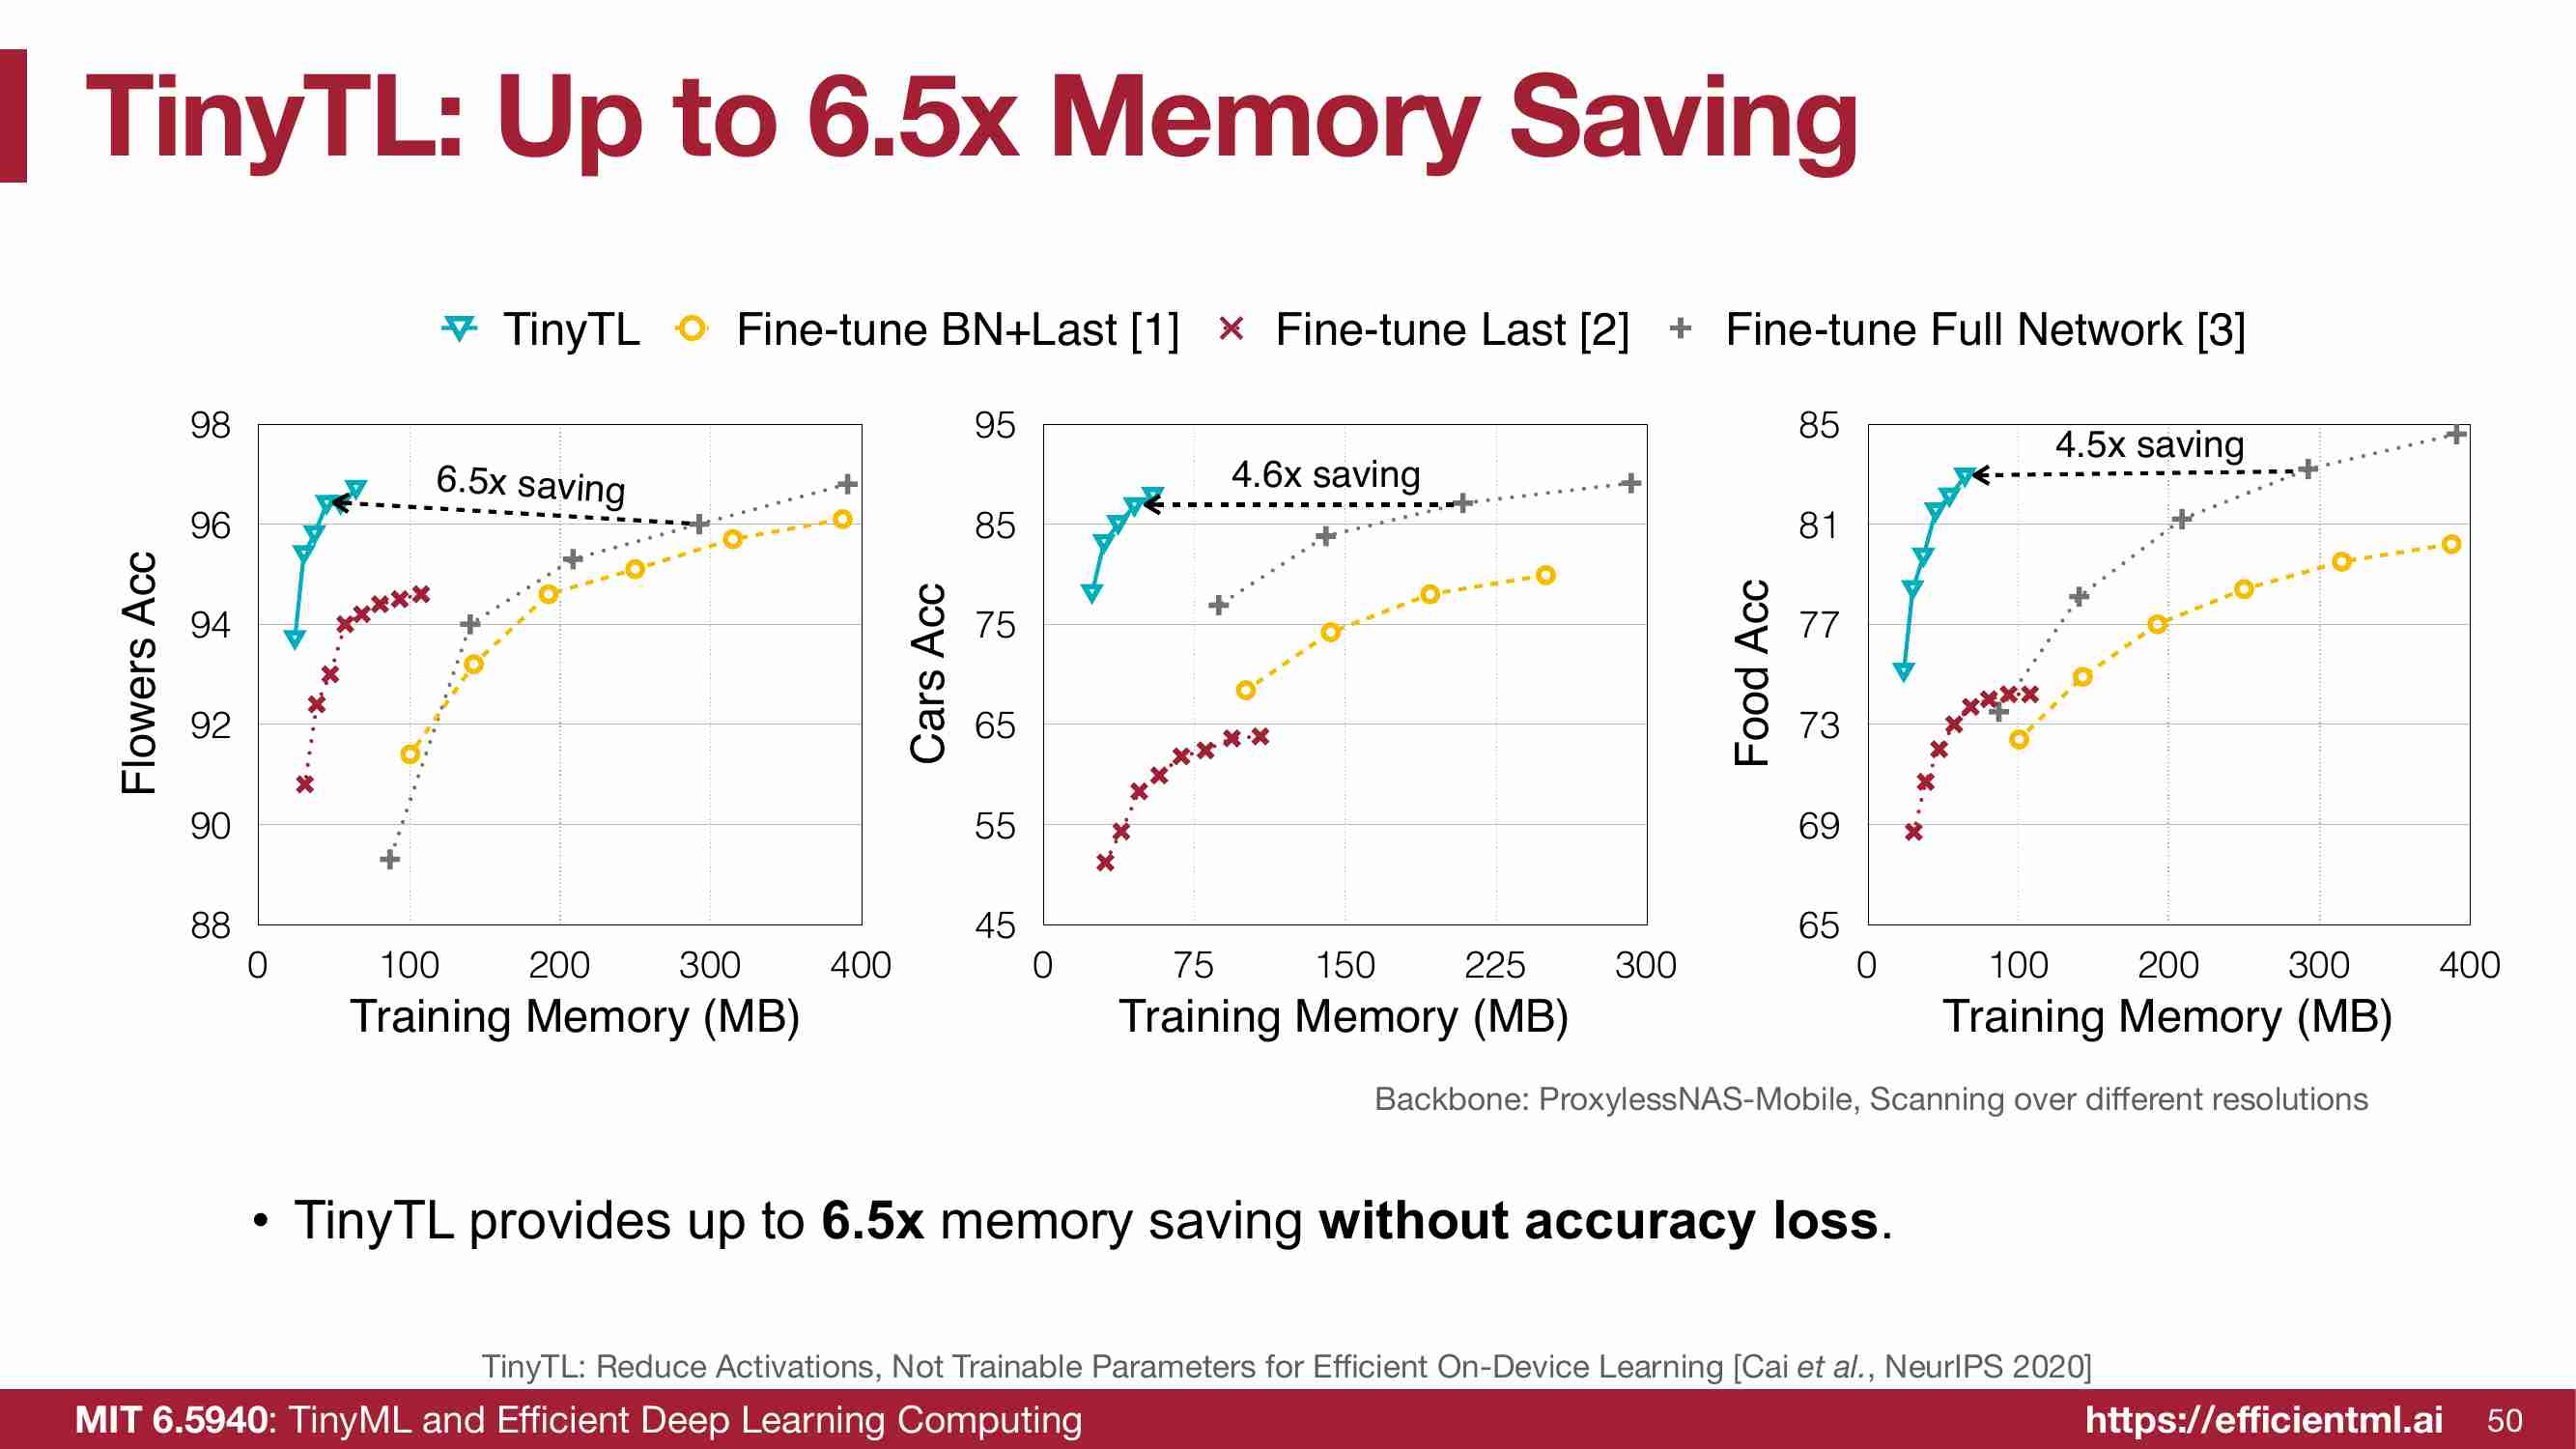 TinyTL: Up to 6.5x Memory Saving
TinyTL Fine-tune BN+Last [1] Fine-tune Last [2] Fine-tune Full Network [3]
Flowers Acc
98
96
94
92
90
88
6.5x saving
0 100 200 300 400
Training Memory (MB)
Cars Acc
95
85
75
65
55
45
4.6x saving
0 75 150 225 300
Training Memory (MB)
Food Acc
85
81
77
73
69
65
4.5x saving
0 100 200 300 400
Training Memory (MB)
Backbone: ProxylessNAS-Mobile, Scanning over different resolutions
• TinyTL provides up to 6.5x memory saving without accuracy loss.
TinyTL: Reduce Activations, Not Trainable Parameters for Efficient On-Device Learning [Cai et al., NeurIPS 2020]
MIT 6.5940: TinyML and Efficient Deep Learning Computing
https://efficientml.ai 50